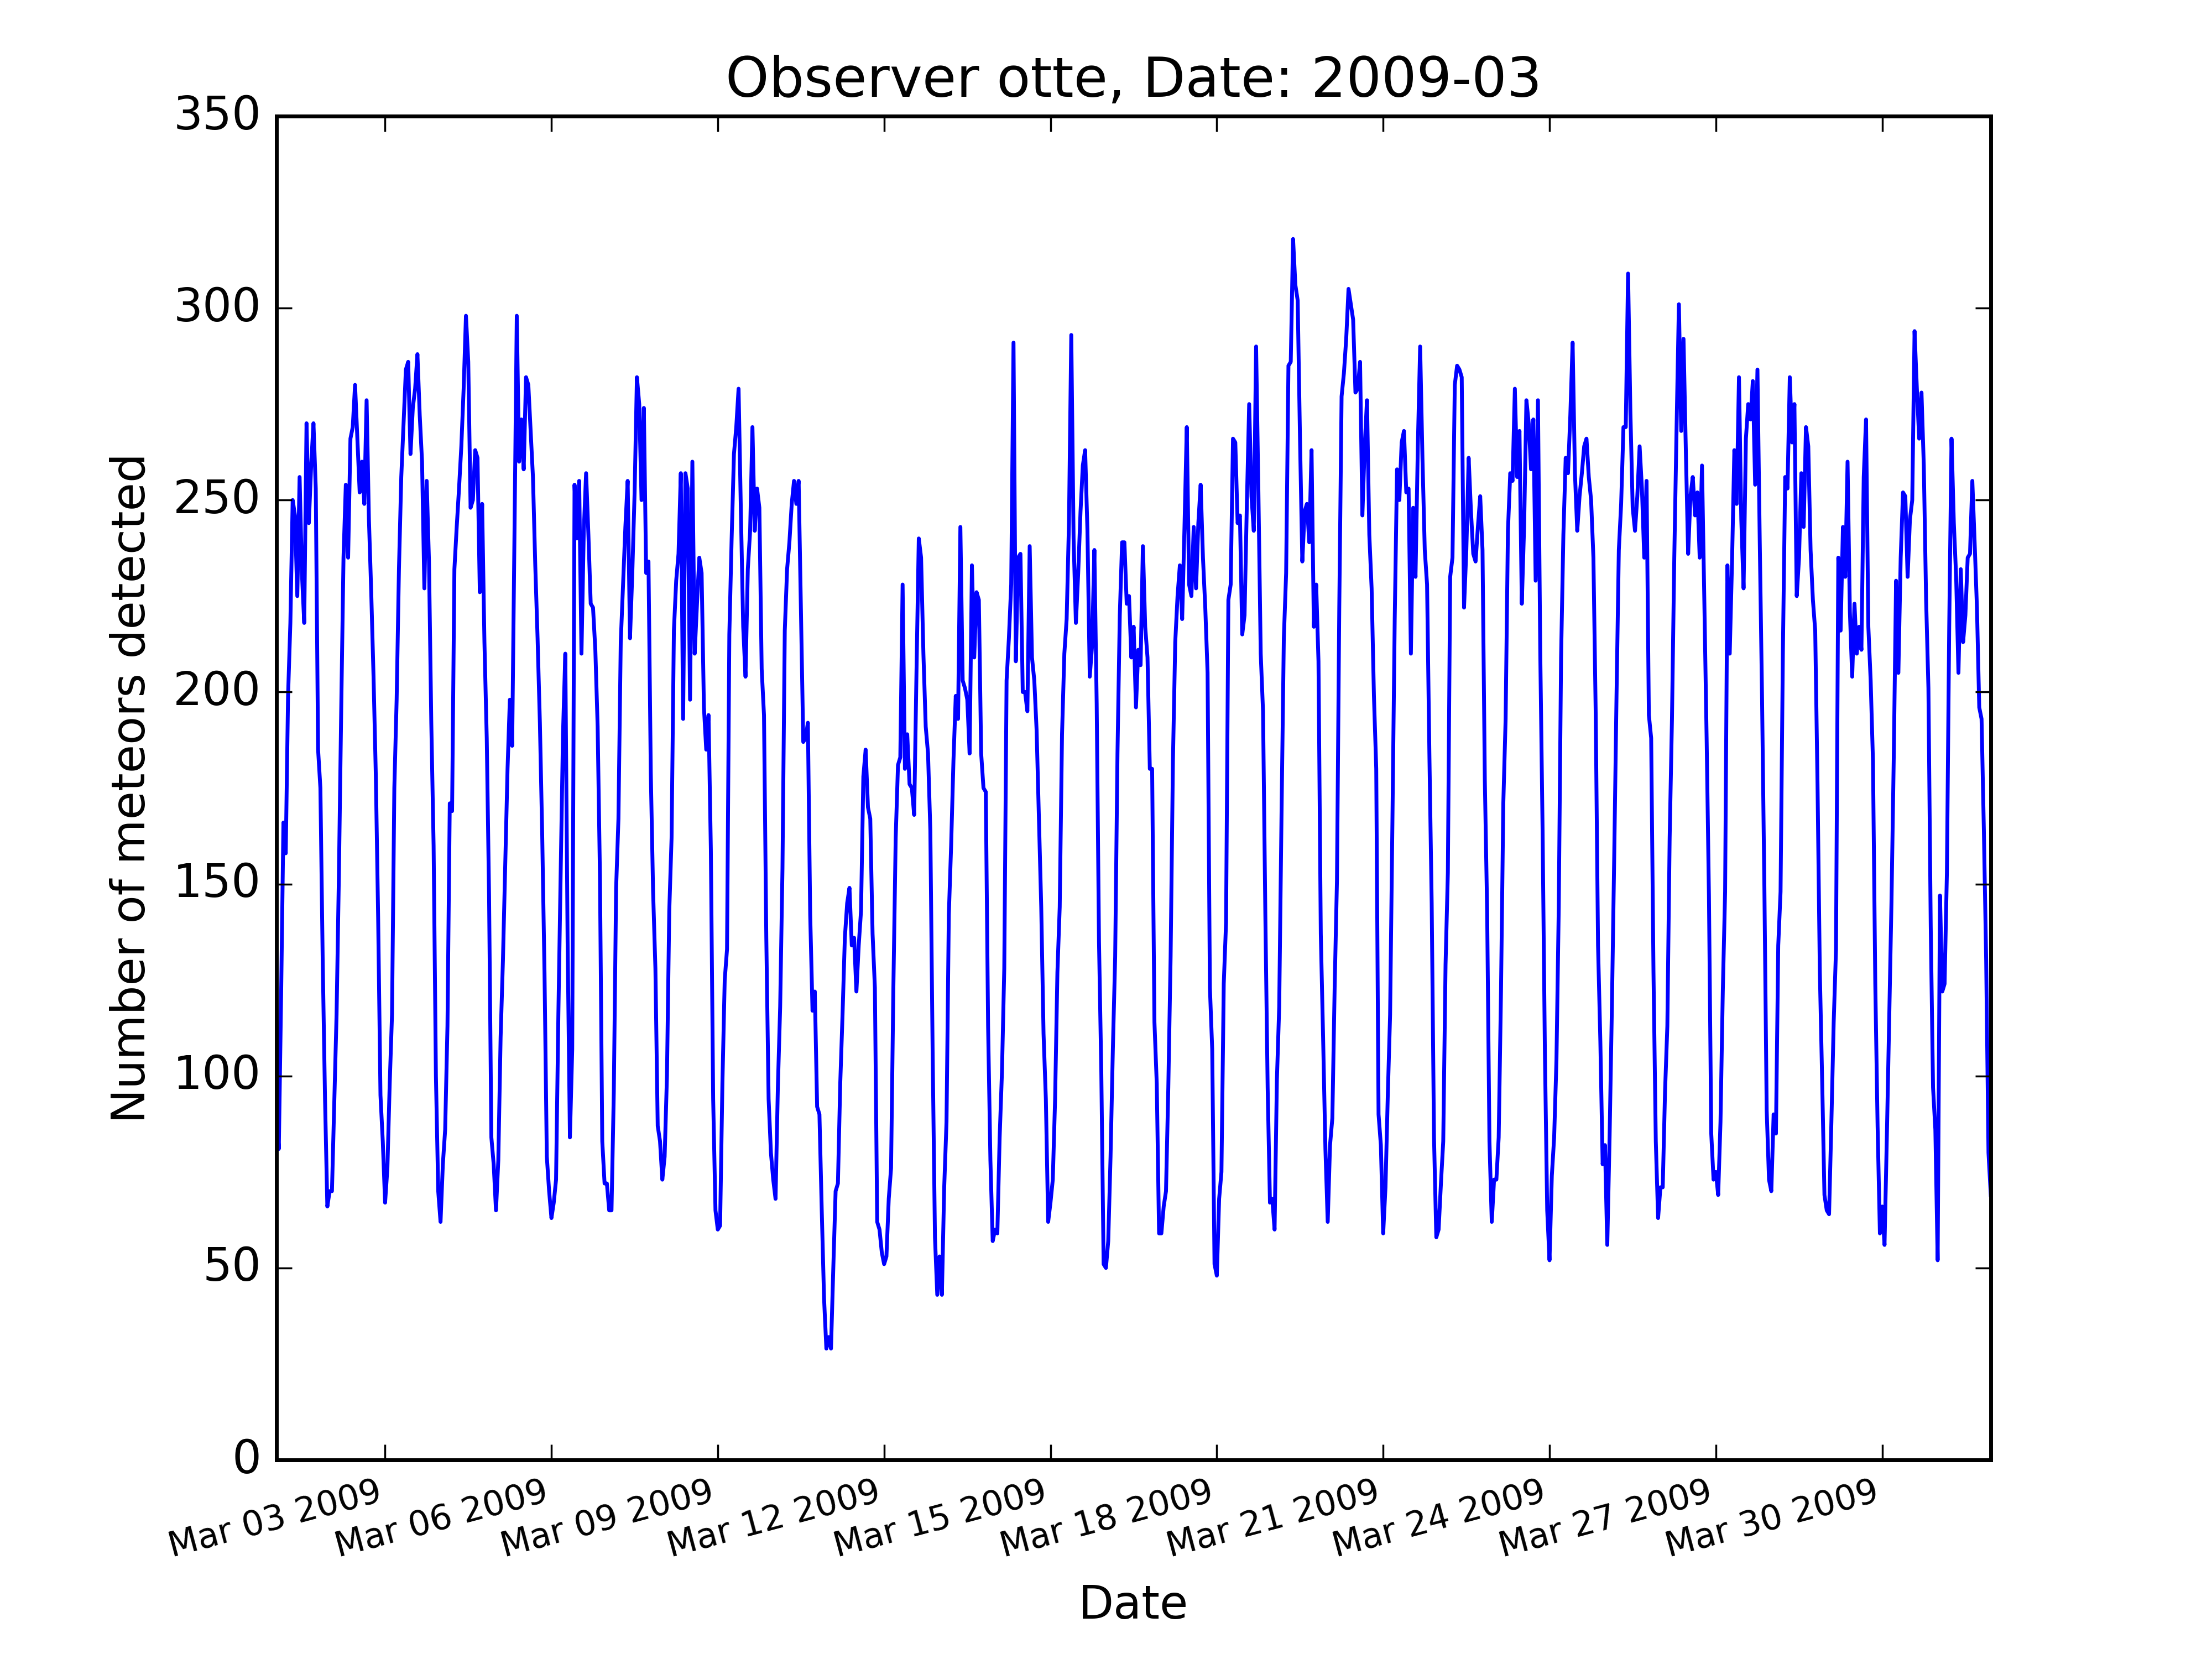 Observer otte, Date: 2009-03
350
300
250
200
150
100
50
0
Number of meteors detected
Mar 03 2009
Mar 06 2009
Mar 09 2009
Mar 12 2009
Mar 15 2009
Mar 18 2009
Mar 21 2009
Mar 24 2009
Mar 27 2009
Mar 30 2009
Date